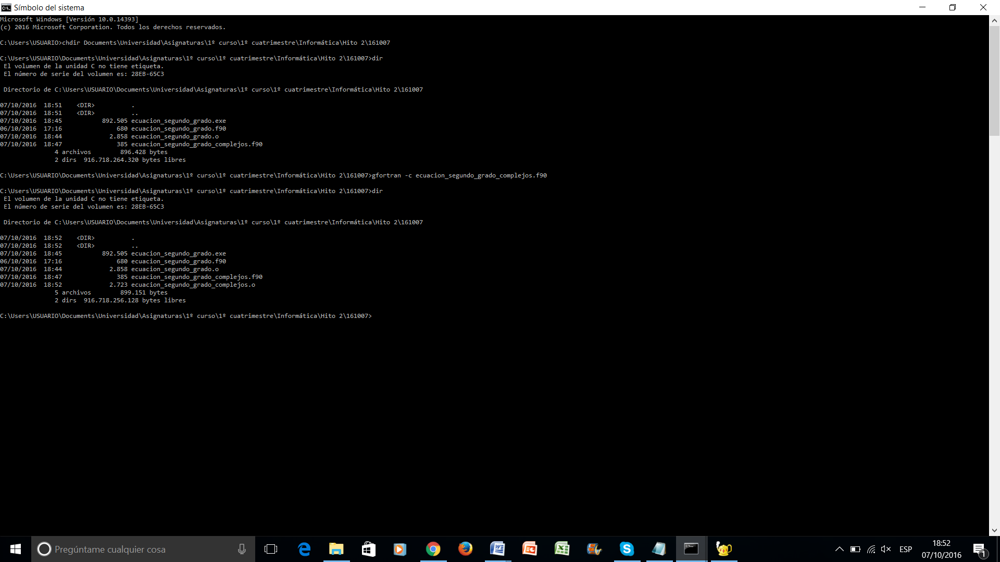 Símbolo del sistema
Microsoft Windows [Versión 10.0.14393]
(c) 2016 Microsoft Corporation. Todos los derechos reservados.
C:\Users\USUARIO>chdir Documents\Universidad\Asignaturas\1º curso\1º cuatrimestre\Informática\Hito 2\161007
C:\Users\USUARIO\Documents\Universidad\Asignaturas\1º curso\1º cuatrimestre\Informática\Hito 2\161007>dir
El volumen de la unidad C no tiene etiqueta.
El número de serie del volumen es: 28EB-65C3
Directorio de C:\Users\USUARIO\Documents\Universidad\Asignaturas\1º curso\1º cuatrimestre\Informática\Hito 2\161007
07/10/2016  18:51    <DIR>          .
07/10/2016  18:51    <DIR>          ..
07/10/2016  18:45           892.505 ecuacion_segundo_grado.exe
06/10/2016  17:16               680 ecuacion_segundo_grado.f90
07/10/2016  18:44             2.858 ecuacion_segundo_grado.o
07/10/2016  18:47               385 ecuacion_segundo_grado_complejos.f90
4 archivos        896.428 bytes
2 dirs  916.718.264.320 bytes libres
C:\Users\USUARIO\Documents\Universidad\Asignaturas\1º curso\1º cuatrimestre\Informática\Hito 2\161007>gfortran -c ecuacion_segundo_grado_complejos.f90
C:\Users\USUARIO\Documents\Universidad\Asignaturas\1º curso\1º cuatrimestre\Informática\Hito 2\161007>dir
El volumen de la unidad C no tiene etiqueta.
El número de serie del volumen es: 28EB-65C3
Directorio de C:\Users\USUARIO\Documents\Universidad\Asignaturas\1º curso\1º cuatrimestre\Informática\Hito 2\161007
07/10/2016  18:52    <DIR>          .
07/10/2016  18:52    <DIR>          ..
07/10/2016  18:45           892.505 ecuacion_segundo_grado.exe
06/10/2016  17:16               680 ecuacion_segundo_grado.f90
07/10/2016  18:44             2.858 ecuacion_segundo_grado.o
07/10/2016  18:47               385 ecuacion_segundo_grado_complejos.f90
07/10/2016  18:52             2.723 ecuacion_segundo_grado_complejos.o
5 archivos        899.151 bytes
2 dirs  916.718.256.128 bytes libres
C:\Users\USUARIO\Documents\Universidad\Asignaturas\1º curso\1º cuatrimestre\Informática\Hito 2\161007>
Pregúntame cualquier cosa
ESP
18:52
07/10/2016
1